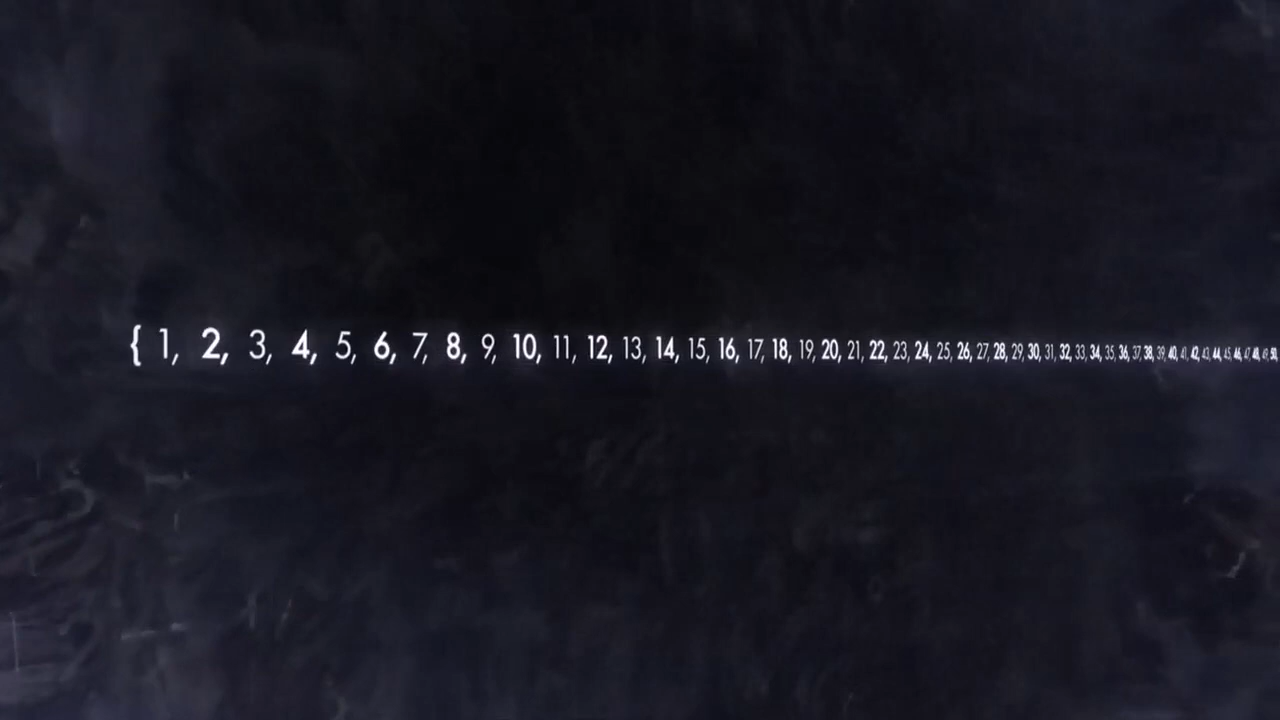 { 1, 2, 3, 4, 5, 6, 7, 8, 9, 10, 11, 12, 13, 14, 15, 16, 17, 18, 19, 20, 21, 22, 23, 24, 25, 26, 27, 28, 29, 30, 31, 32, 33, 34, 35, 36, 37, 38, 39, 40, 41, 42, 43, 44, 45, 46, 47, 48, 49, 50,